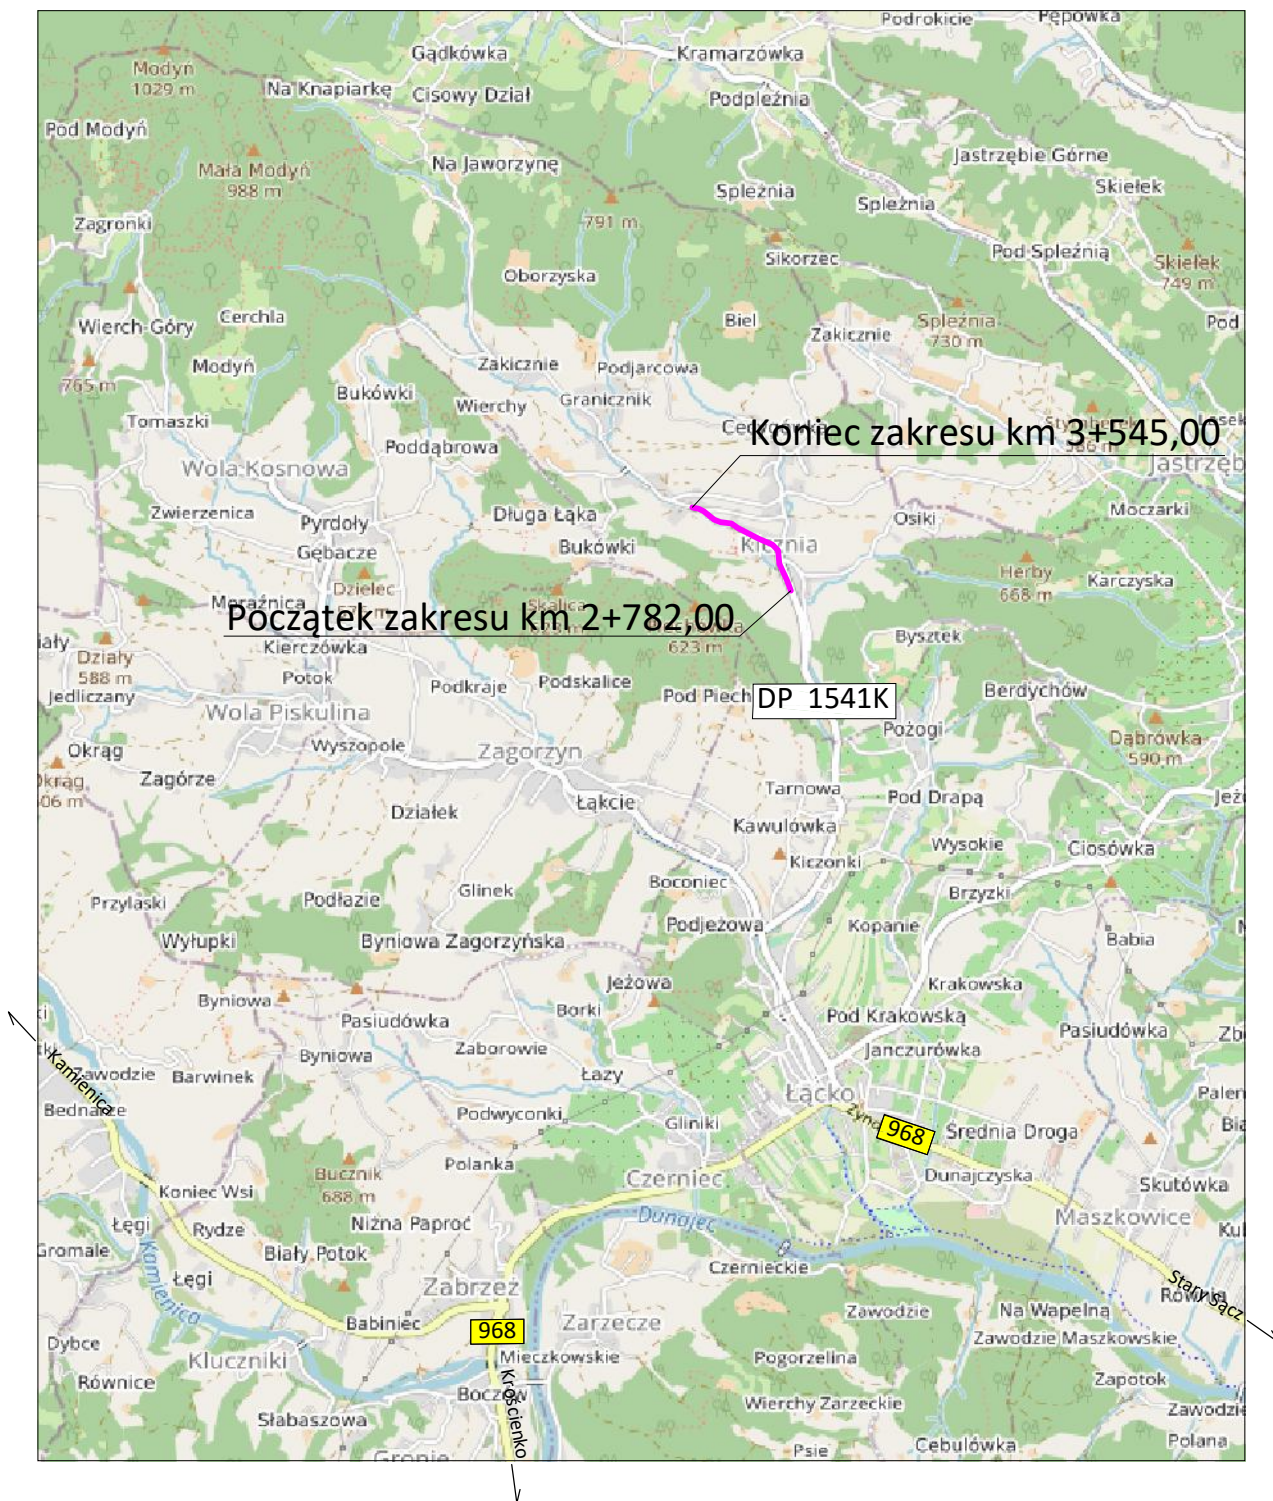 Podrokicie
Pępówka
Gądkówka
Kramarzówka
Modyń
1029 m
Na Knapiarkę
Cisowy Dział
Podpleźnia
Pod Modyń
Mała Modyń
988 m
Na Jaworzynę
Jastrzębie Górne
Spleźnia
Skiełek
Spleźnia
Zagronki
791 m
Pod Spleźnią
Sikorzec
Skiełek
749 m
Oborzyska
Cerchla
Biel
Spleźnia
730 m
Pod
Wierch-Góry
Zakicznie
Modyń
Zakicznie
Podjarcowa
765 m
Bukówki
Wierchy
Granicznik
Tomaszki
Koniec zakresu km 3+545,00
Poddąbrowa
Wola Kosnowa
Jastrzęb
Zwierzenica
Pyrdoły
Długa Łąka
Osiki
Moczarki
Gębacze
Bukówki
Kicznia
Dzielec
Herby
668 m
Karczyska
Moraźnica
Skalica
Początek zakresu km 2+782,00
623 m
Bysztek
Kierczówka
Działy
588 m
Potok
Podkraje
Podskalice
Pod Piech
DP 1541K
Berdychów
Jedliczany
Wola Piskulina
Pożogi
Dąbrówka
590 m
Okrąg
Wyszopole
Zagorzyn
Zagórze
Tarnowa
Pod Drapą
Działek
Łąkcie
Kawulówka
Wysokie
Ciosówka
Kiczonki
Glinek
Boconiec
Brzyzki
Przylaski
Podłazie
Podjeżowa
Kopanie
Wyłupki
Byniowa Zagorzyńska
Babia
Jeżowa
Krakowska
Byniowa
Borki
Pod Krakowską
Pasiudówka
Pasiudówka
Zaborowie
Janczurówka
Byniowa
Kamienica
Zawodzie
Barwinek
Łazy
Łącko
Palen
Bednarze
Podwyconki
Gliniki
968
Średnia Droga
Polanka
Bucznik
688 m
Czerniec
Dunajczyska
Koniec Wsi
Skutówka
Łęgi
Rydze
Niżna Paproć
Dunajec
Maszkowice
Gromale
Biały Potok
Kamienica
Łęgi
Czernieckie
Zabrzeż
Stary Sącz
Zawodzie
Na Wapelną
Babiniec
968
Zarzecze
Zawodzie Maszkowskie
Dybce
Kluczniki
Mieczkowskie
Pogorzelina
Równice
Krościenko
Zapotok
Wierchy Zarzeckie
Zawodzie
Słabaszowa
Psie
Cebulówka
Polana